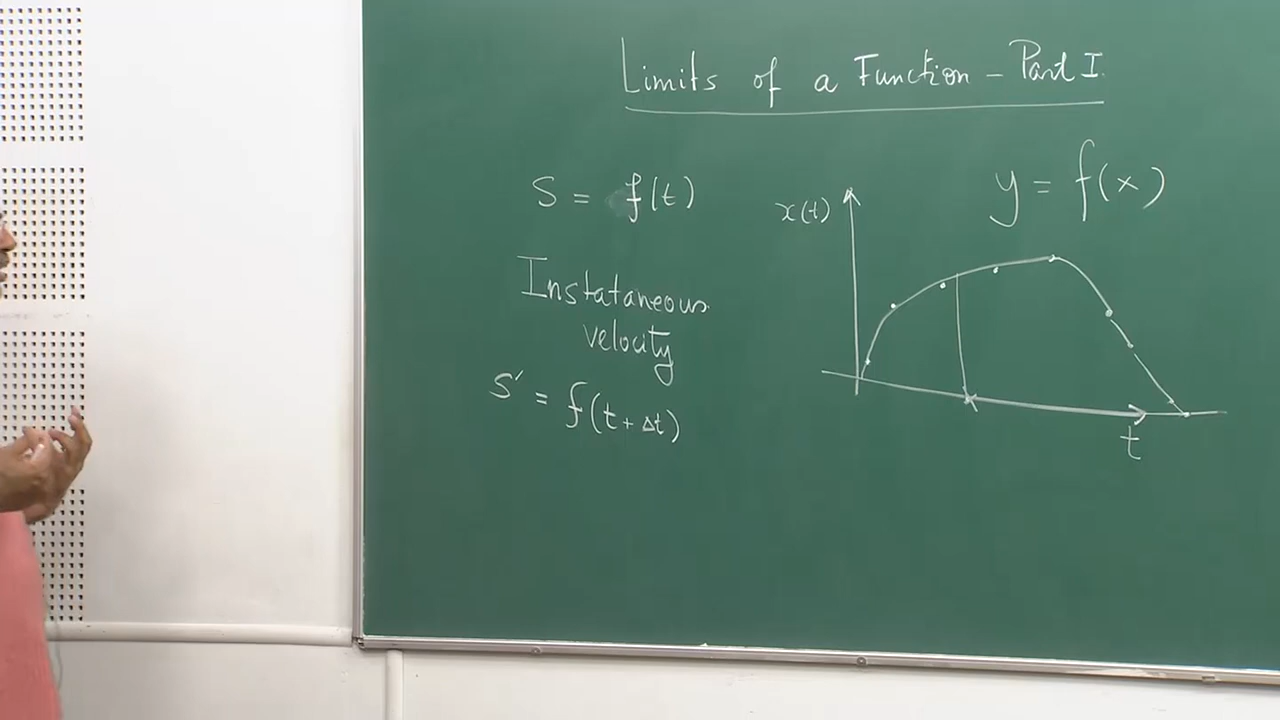 Limits of a Function - Part I
S = f(t)
Instataneous
velocity
S' = f(t + Δt)
y = f(x)
x(t)
t